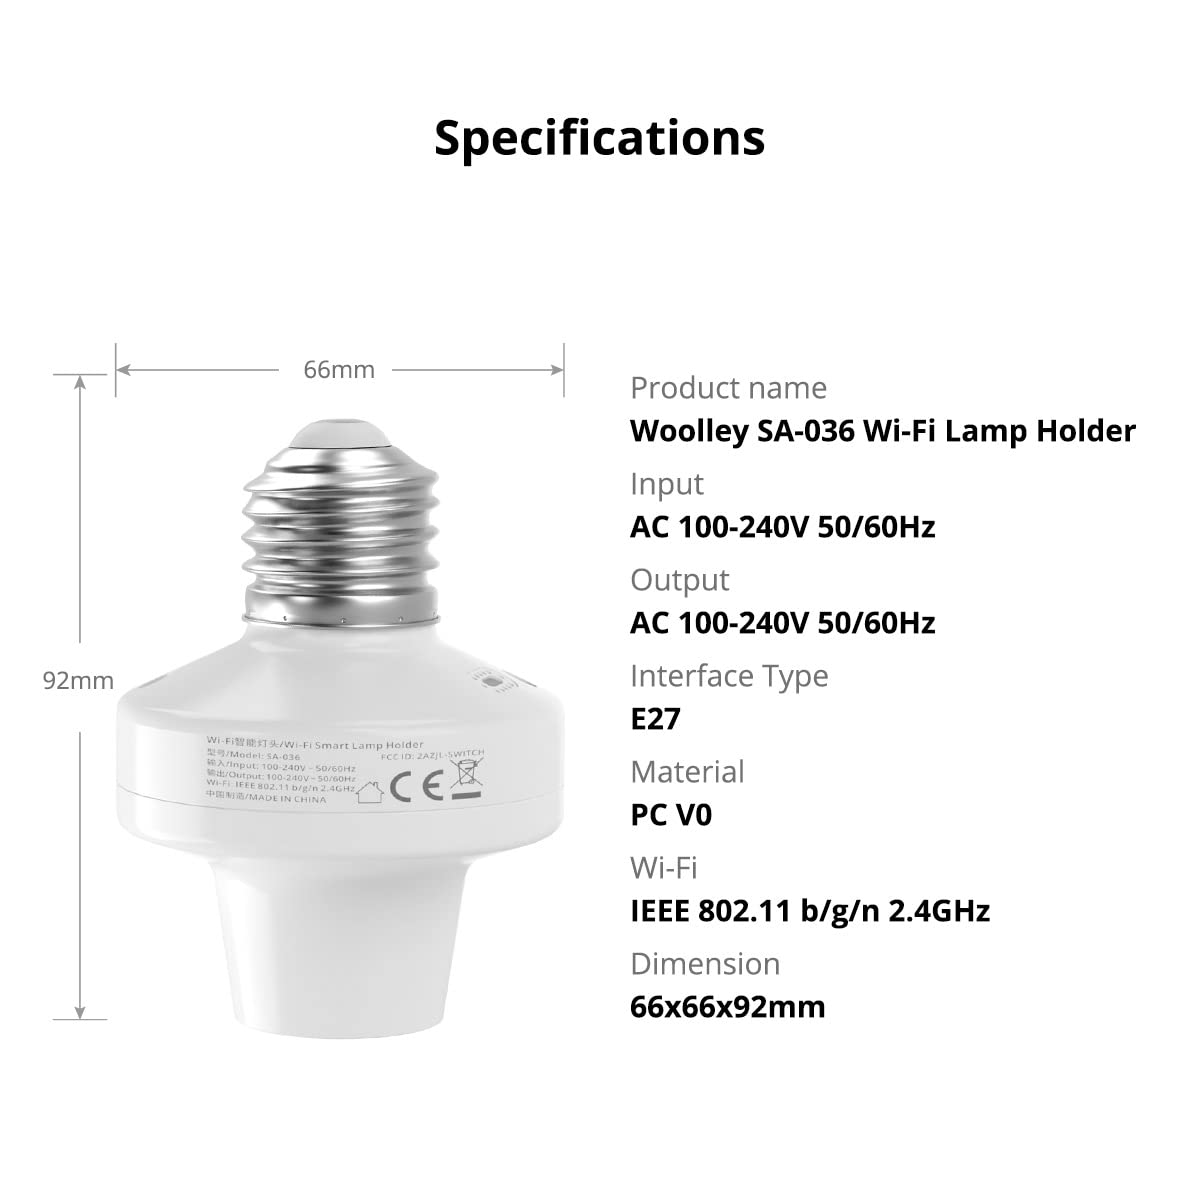 Specifications
66mm
92mm
Wi-Fi智能灯头/Wi-Fi Smart Lamp Holder
型号/Model: SA-036
FCC ID: 2AZJL-SWITCH
输入/Input: 100-240V~50/60Hz
输出/Output: 100-240V~50/60Hz
Wi-Fi: IEEE 802.11 b/g/n 2.4GHz
中国制造/MADE IN CHINA
CE
Product name
Woolley SA-036 Wi-Fi Lamp Holder
Input
AC 100-240V 50/60Hz
Output
AC 100-240V 50/60Hz
Interface Type
E27
Material
PC V0
Wi-Fi
IEEE 802.11 b/g/n 2.4GHz
Dimension
66x66x92mm